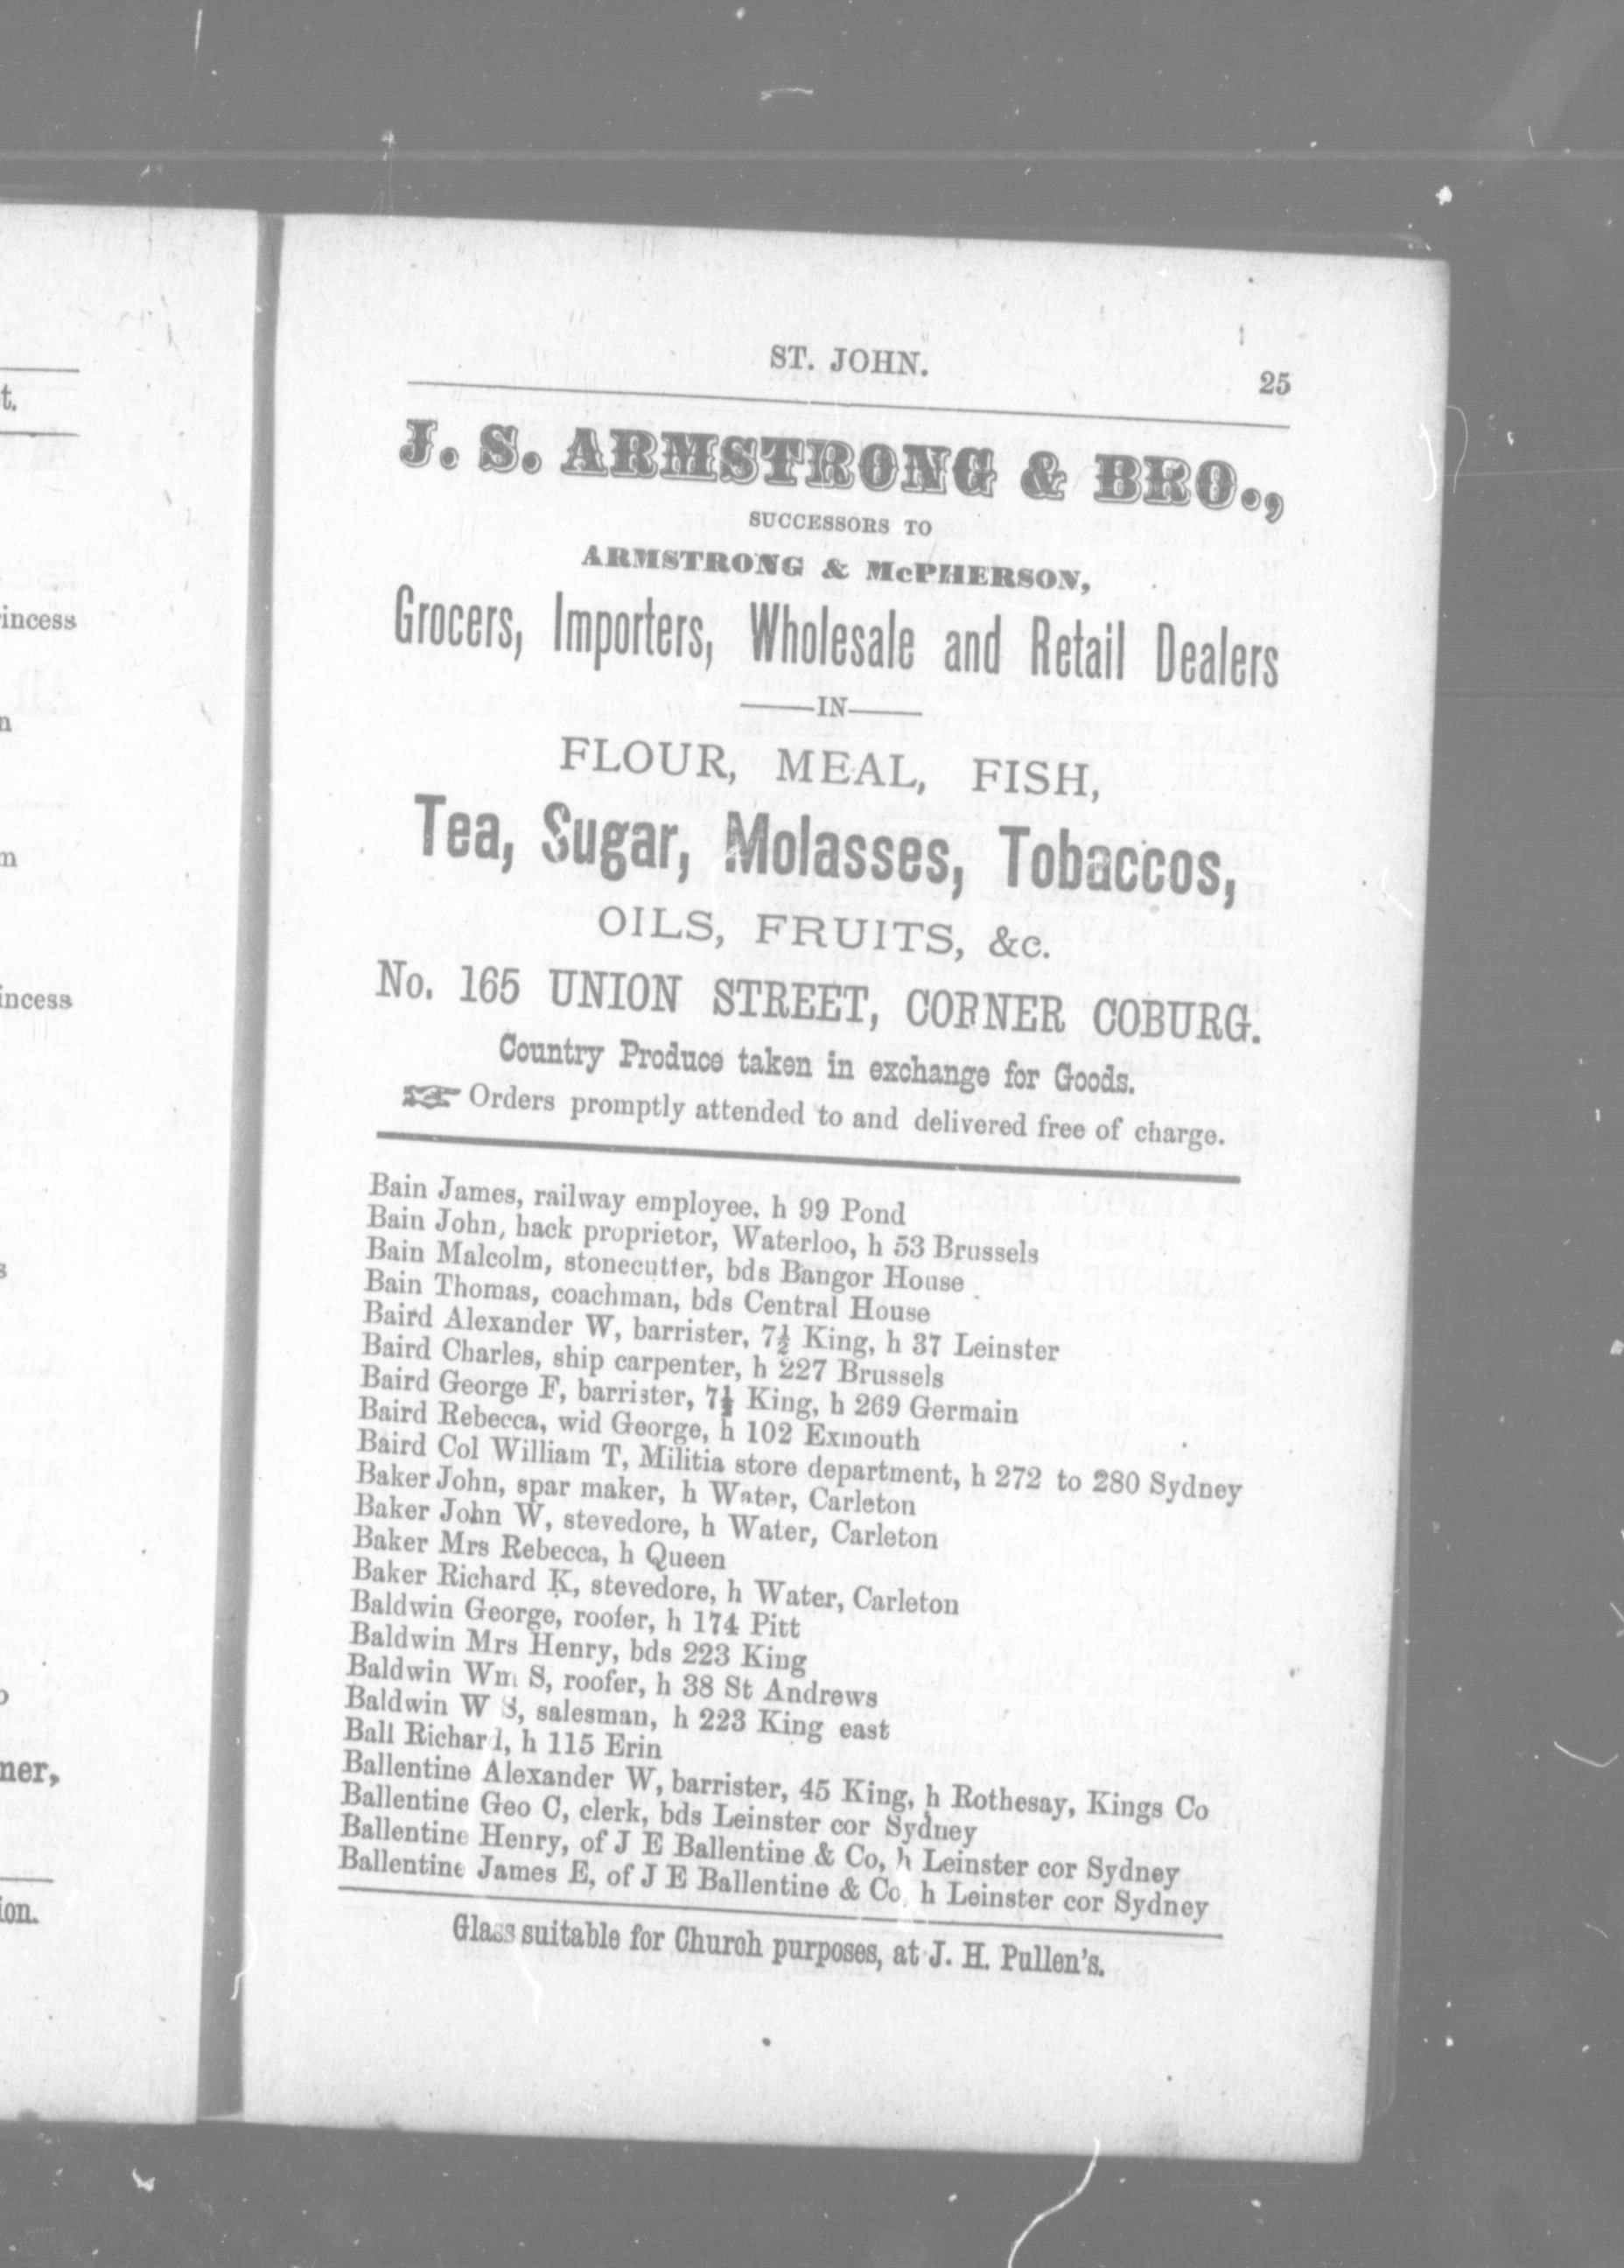 ST. JOHN.
25
J. S. ARMSTRONG & BRO.,
SUCCESSORS TO
ARMSTRONG & McPHERSON,
Grocers, Importers, Wholesale and Retail Dealers
IN
FLOUR, MEAL, FISH,
Tea, Sugar, Molasses, Tobaccos,
OILS, FRUITS, &c.
No. 165 UNION STREET, CORNER COBURG.
Country Produce taken in exchange for Goods.
☞ Orders promptly attended to and delivered free of charge.
Bain James, railway employee. h 99 Pond
Bain John, hack proprietor, Waterloo, h 53 Brussels
Bain Malcolm, stonecutter, bds Bangor House
Bain Thomas, coachman, bds Central House
Baird Alexander W, barrister, 7½ King, h 37 Leinster
Baird Charles, ship carpenter, h 227 Brussels
Baird George F, barrister, 7½ King, h 269 Germain
Baird Rebecca, wid George, h 102 Exmouth
Baird Col William T, Militia store department, h 272 to 280 Sydney
Baker John, spar maker, h Water, Carleton
Baker John W, stevedore, h Water, Carleton
Baker Mrs Rebecca, h Queen
Baker Richard K, stevedore, h Water, Carleton
Baldwin George, roofer, h 174 Pitt
Baldwin Mrs Henry, bds 223 King
Baldwin Wm S, roofer, h 38 St Andrews
Baldwin W S, salesman, h 223 King east
Ball Richard, h 115 Erin
Ballentine Alexander W, barrister, 45 King, h Rothesay, Kings Co
Ballentine Geo C, clerk, bds Leinster cor Sydney
Ballentine Henry, of J E Ballentine & Co, h Leinster cor Sydney
Ballentine James E, of J E Ballentine & Co, h Leinster cor Sydney
Glass suitable for Church purposes, at J. H. Pullen's.